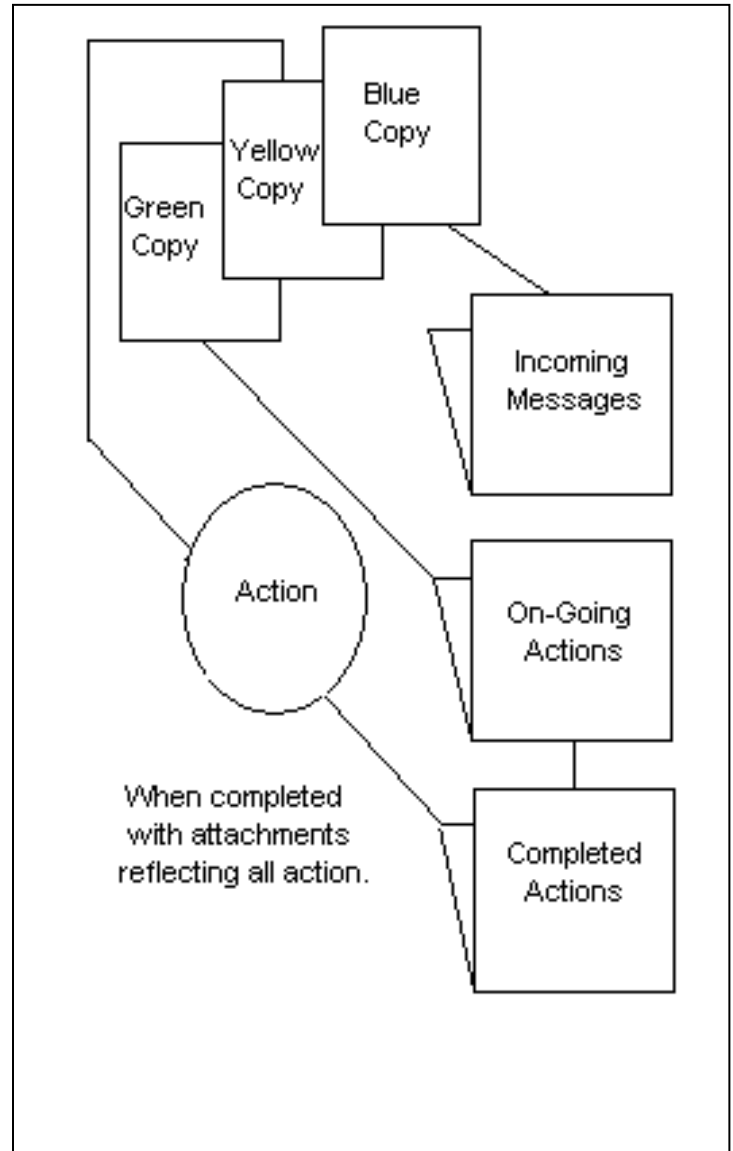 Blue
Copy
Yellow
Copy
Green
Copy
Incoming
Messages
Action
On-Going
Actions
When completed
with attachments
reflecting all action.
Completed
Actions